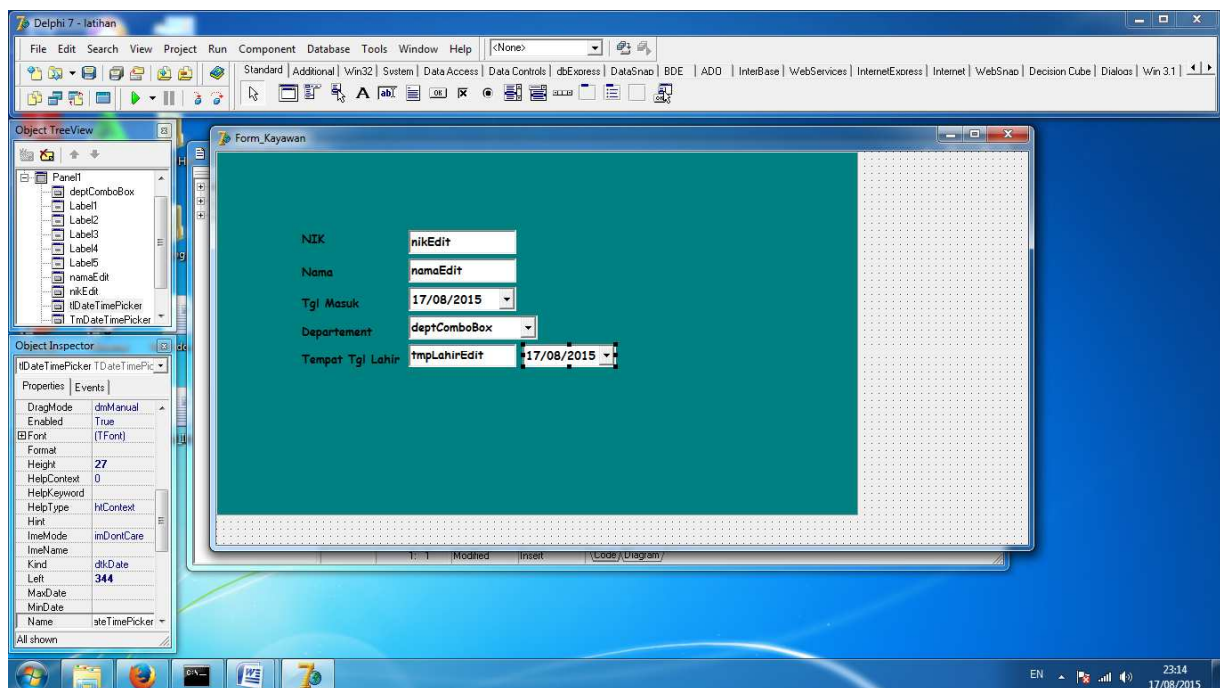 Delphi 7 - latihan
File Edit Search View Project Run Component Database Tools Window Help <None>
Standard Additional Win32 System Data Access Data Controls dbExpress DataSnap BDE ADO InterBase WebServices InternetExpress Internet WebSnap Decision Cube Dialogs Win 3.1
Object TreeView
Panel1
deptComboBox
Label1
Label2
Label3
Label4
Label5
namaEdit
nikEdit
tlDateTimePicker
TmDateTimePicker
Object Inspector
tlDateTimePicker TDateTimePic
Properties Events
DragMode dmManual
Enabled True
Font (TFont)
Format
Height 27
HelpContext 0
HelpKeyword
HelpType htContext
Hint
ImeMode imDontCare
ImeName
Kind dtkDate
Left 344
MaxDate
MinDate
Name ateTimePicker
All shown
Form_Kayawan
NIK nikEdit
Nama namaEdit
Tgl Masuk 17/08/2015
Departement deptComboBox
Tempat Tgl Lahir tmpLahirEdit 17/08/2015
1: 1 Modified Insert Code Diagram
EN 23:14
17/08/2015